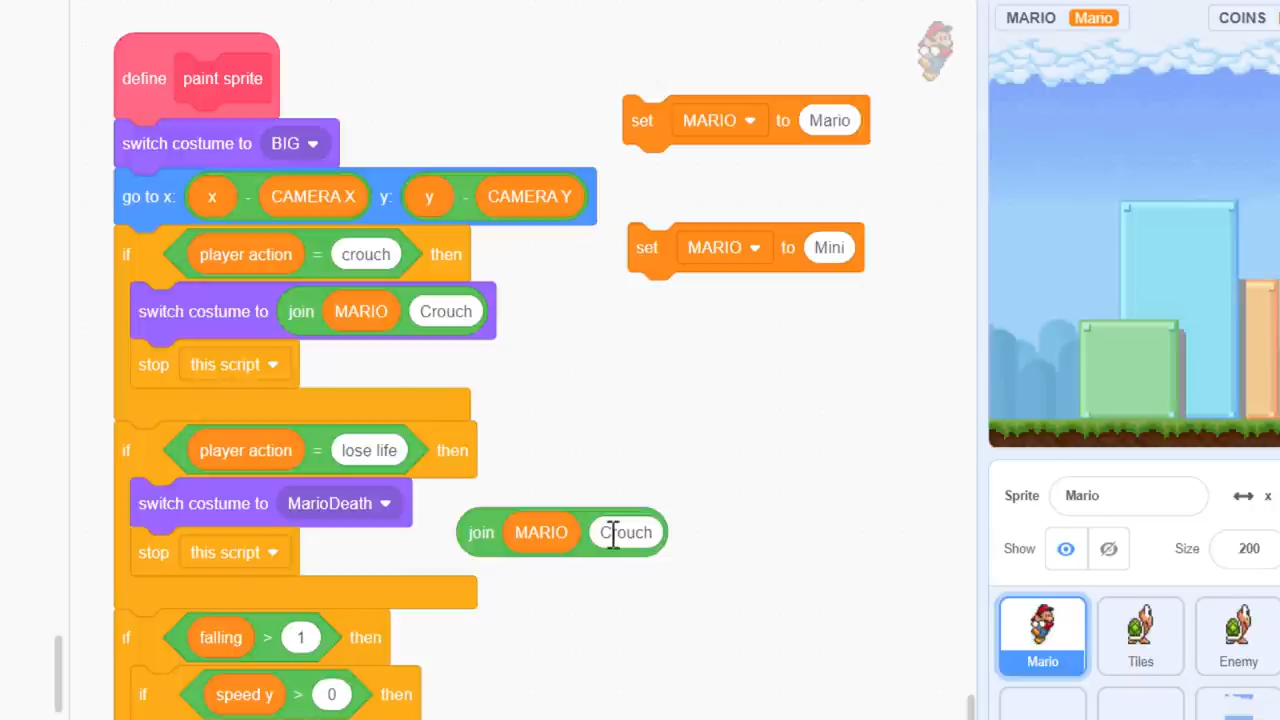 define paint sprite
switch costume to BIG
go to x: x - CAMERA X y: y - CAMERA Y
if player action = crouch then
switch costume to join MARIO Crouch
stop this script
if player action = lose life then
switch costume to MarioDeath
stop this script
if falling > 1 then
if speed y > 0 then
set MARIO to Mario
set MARIO to Mini
join MARIO Crouch
MARIO Mario COINS
Sprite Mario x
Show Size 200
Mario Tiles Enemy